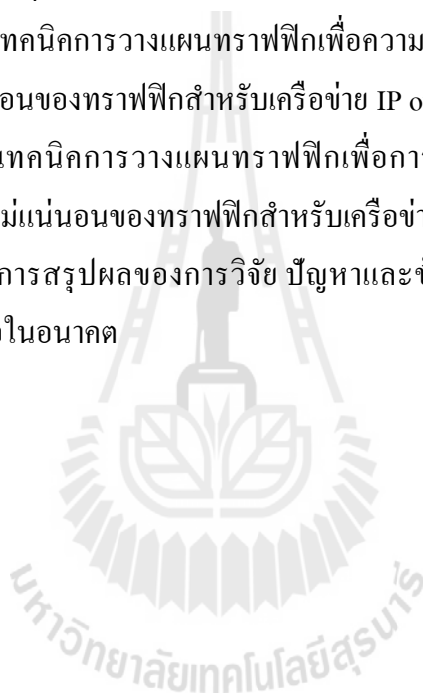 ทคนิคการวางแผนทราฟฟิกเพื่อความ
อนของทราฟฟิกสำหรับเครือข่าย IP o
เทคนิคการวางแผนทราฟฟิกเพื่อการ
ม่แน่นอนของทราฟฟิกสำหรับเครือข่า
การสรุปผลของการวิจัย ปัญหาและข้
ในอนาคต
มหาวิทยาลัยเทคโนโลยีสุรนารี